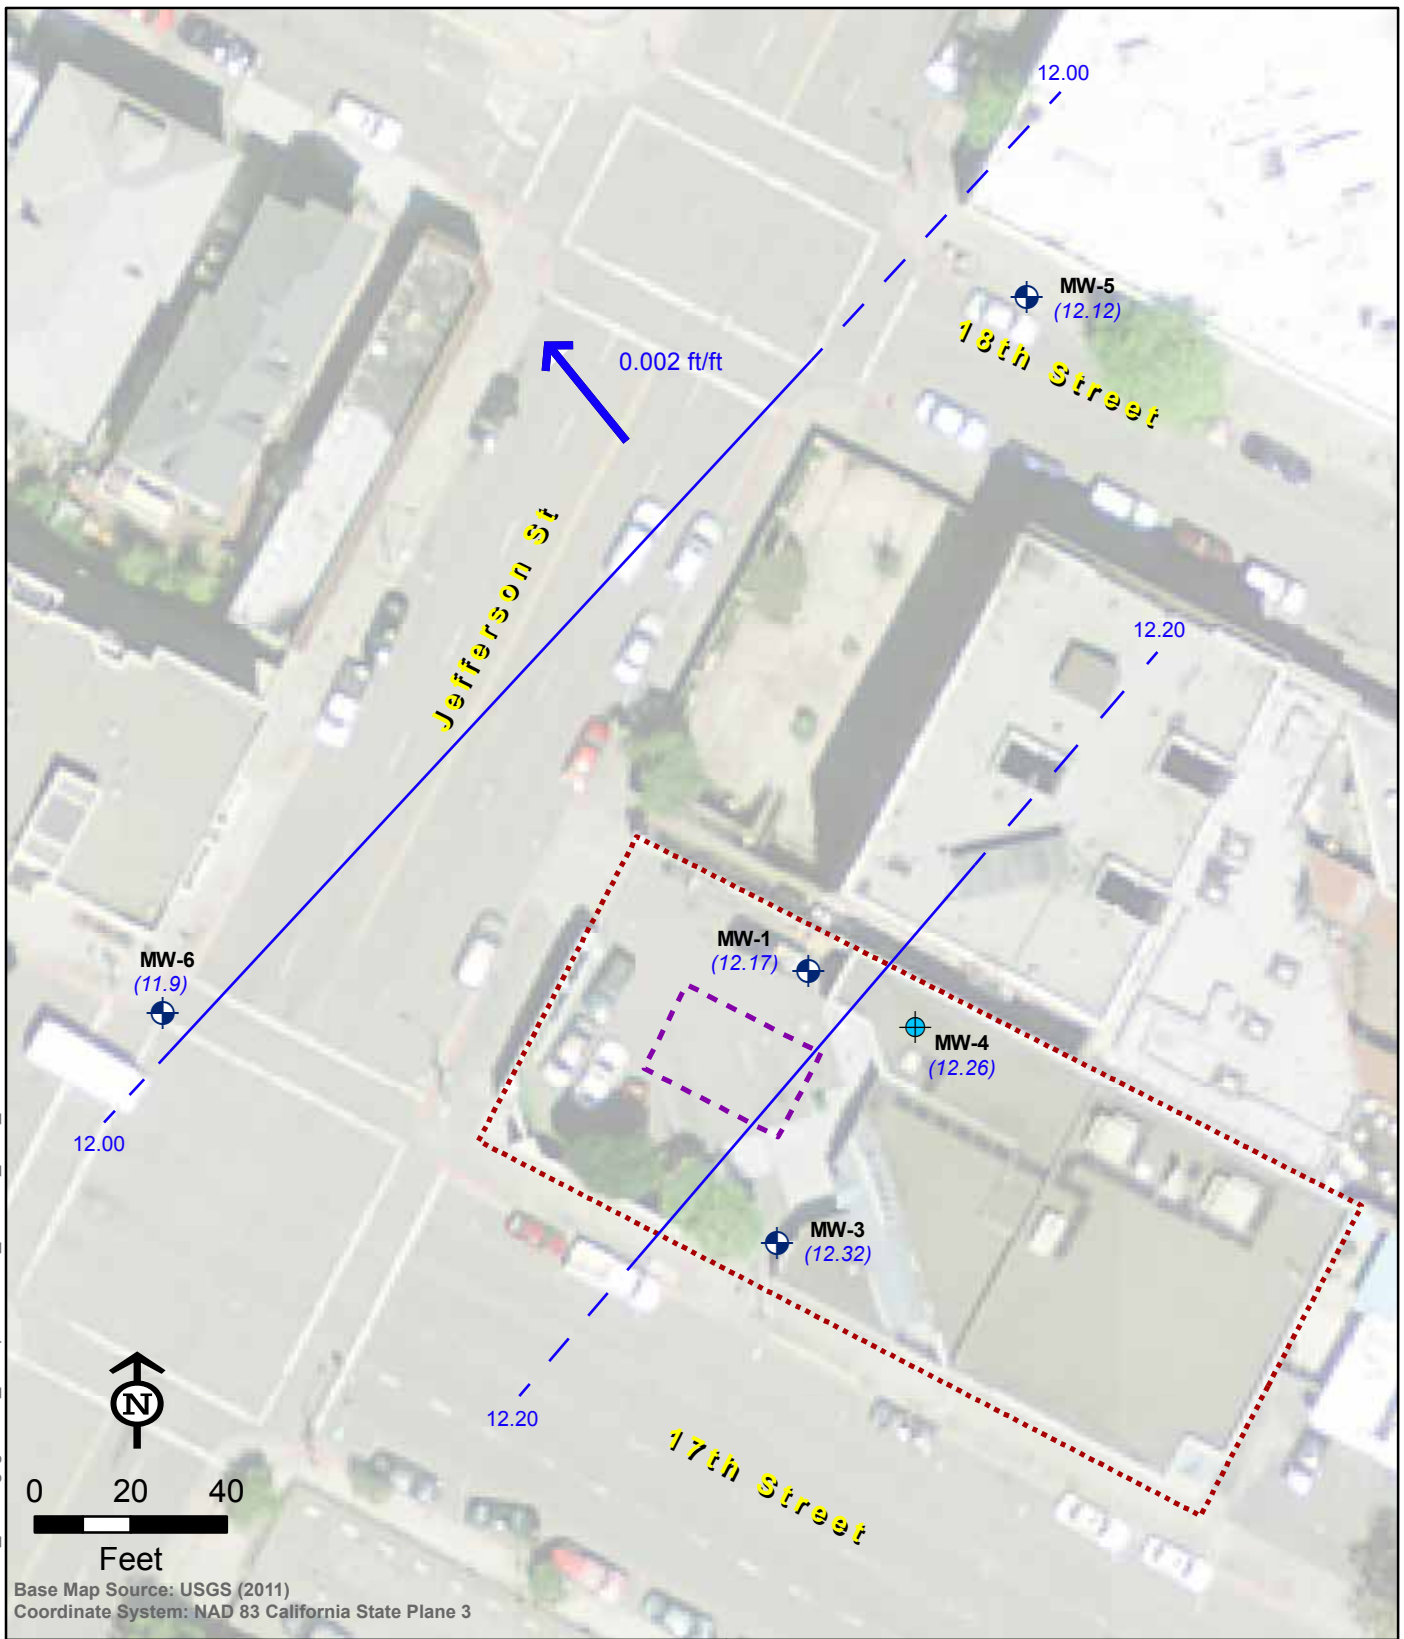 12.00
MW-5
(12.12)
18th Street
0.002 ft/ft
Jefferson St
12.20
MW-1
(12.17)
MW-6
(11.9)
MW-4
(12.26)
12.00
MW-3
(12.32)
12.20
17th Street
N
0 20 40
Feet
Base Map Source: USGS (2011)
Coordinate System: NAD 83 California State Plane 3